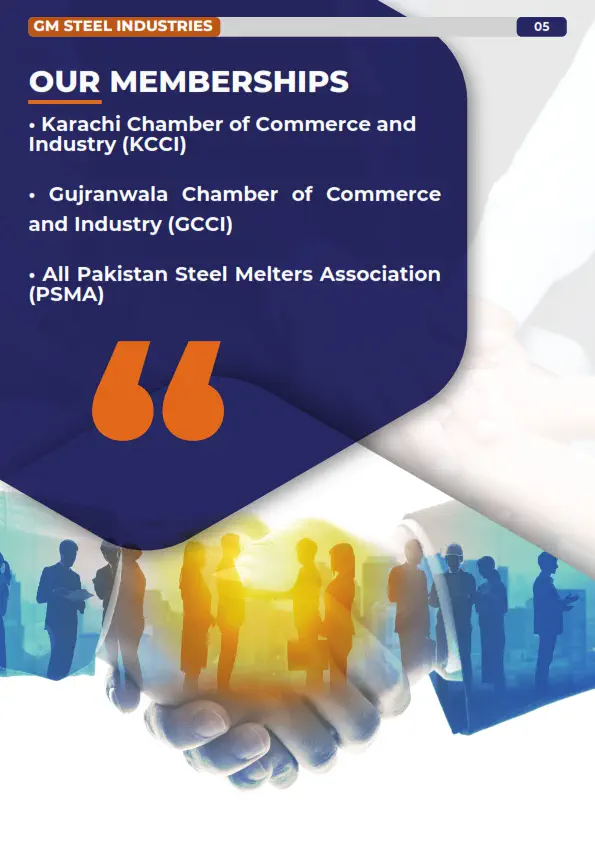 GM STEEL INDUSTRIES
05
OUR MEMBERSHIPS
• Karachi Chamber of Commerce and
Industry (KCCI)
• Gujranwala Chamber of Commerce
and Industry (GCCI)
• All Pakistan Steel Melters Association
(PSMA)
“